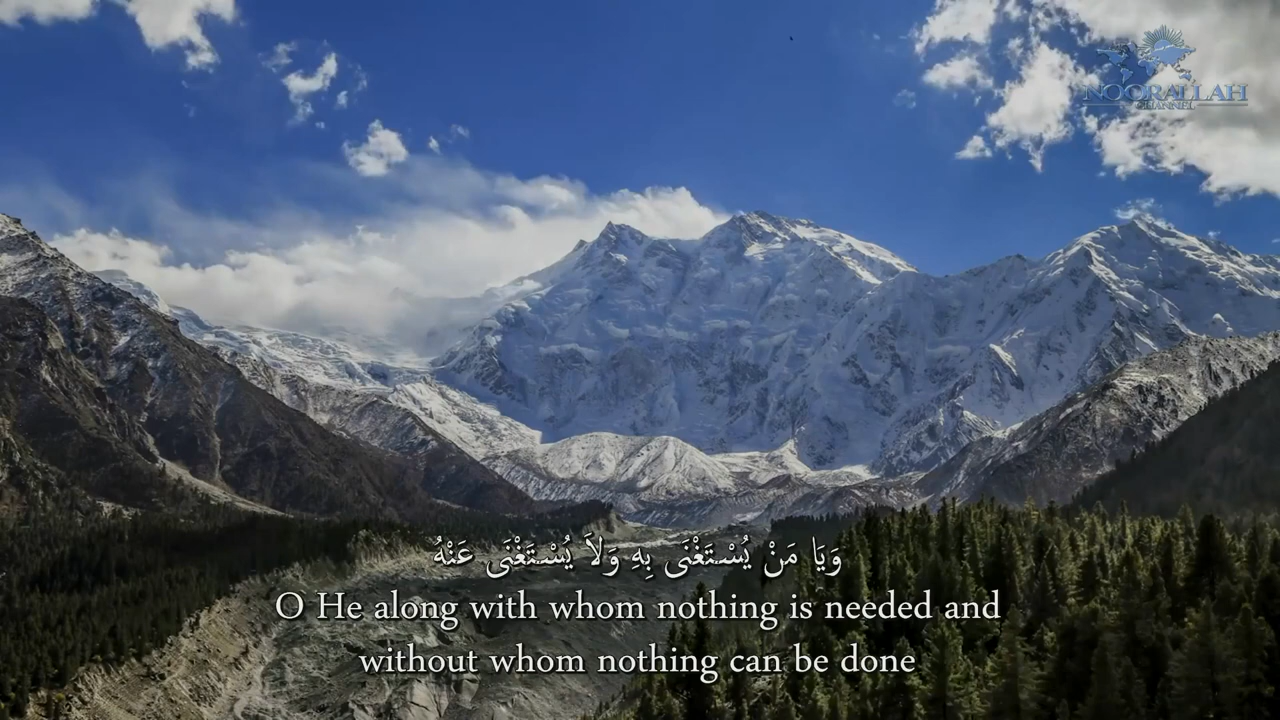 NOORALLAH
CHANNEL
وَيَا مَنْ يُسْتَغْنَى بِهِ وَلاَ يُسْتَغْنَى عَنْهُ
O He along with whom nothing is needed and
without whom nothing can be done